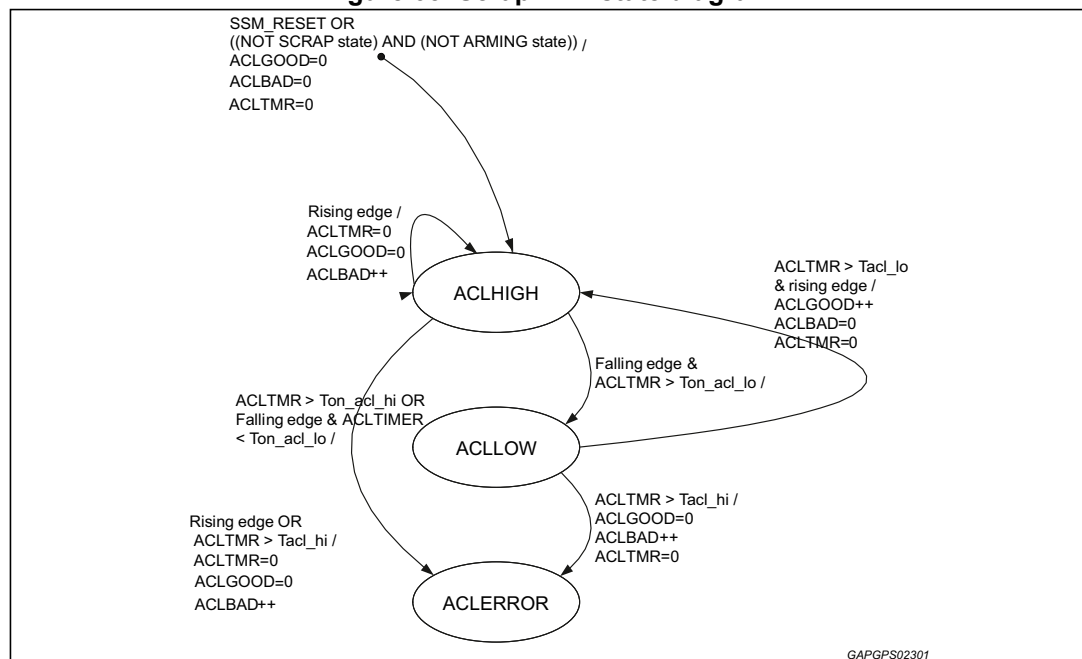 SSM_RESET OR
((NOT SCRAP state) AND (NOT ARMING state)) /
ACLGOOD=0
ACLBAD=0
ACLTMR=0
Rising edge /
ACLTMR=0
ACLGOOD=0
ACLBAD++
ACLHIGH
ACLTMR > Tacl_lo
& rising edge /
ACLGOOD++
ACLBAD=0
ACLTMR=0
Falling edge &
ACLTMR > Ton_acl_lo /
ACLTMR > Ton_acl_hi OR
Falling edge & ACLTIMER
< Ton_acl_lo /
ACLLOW
ACLTMR > Tacl_hi /
ACLGOOD=0
ACLBAD++
ACLTMR=0
Rising edge OR
ACLTMR > Tacl_hi /
ACLTMR=0
ACLGOOD=0
ACLBAD++
ACLERROR
GAPGPS02301